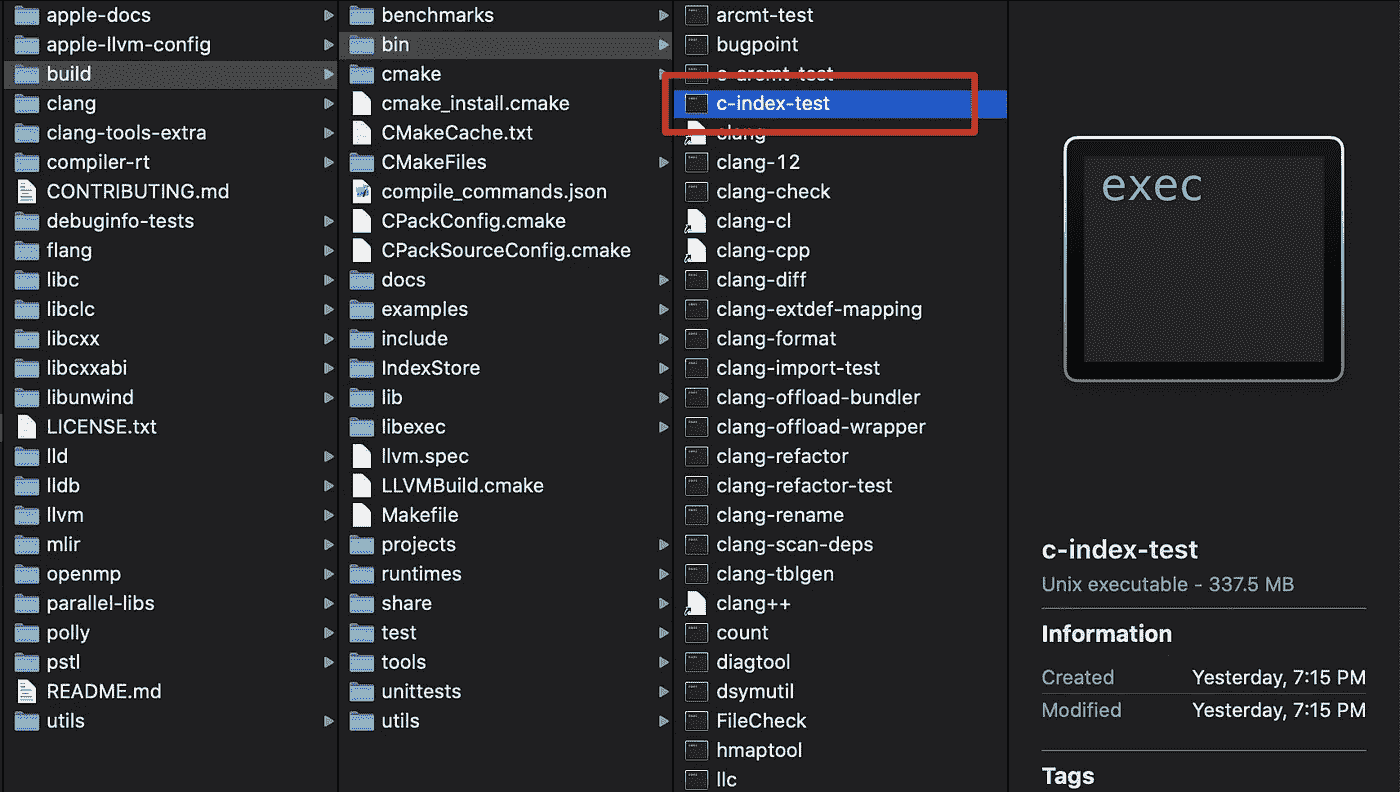 apple-docs
apple-llvm-config
build
clang
clang-tools-extra
compiler-rt
CONTRIBUTING.md
debuginfo-tests
flang
libc
libclc
libcxx
libcxxabi
libunwind
LICENSE.txt
lld
lldb
llvm
mlir
openmp
parallel-libs
polly
pstl
README.md
utils
benchmarks
bin
cmake
cmake_install.cmake
CMakeCache.txt
CMakeFiles
compile_commands.json
CPackConfig.cmake
CPackSourceConfig.cmake
docs
examples
include
IndexStore
lib
libexec
llvm.spec
LLVMBuild.cmake
Makefile
projects
runtimes
share
test
tools
unittests
utils
arcmt-test
bugpoint
c-arcmt-test
c-index-test
clang
clang-12
clang-check
clang-cl
clang-cpp
clang-diff
clang-extdef-mapping
clang-format
clang-import-test
clang-offload-bundler
clang-offload-wrapper
clang-refactor
clang-refactor-test
clang-rename
clang-scan-deps
clang-tblgen
clang++
count
diagtool
dsymutil
FileCheck
hmaptool
llc
exec
c-index-test
Unix executable - 337.5 MB
Information
Created Yesterday, 7:15 PM
Modified Yesterday, 7:15 PM
Tags